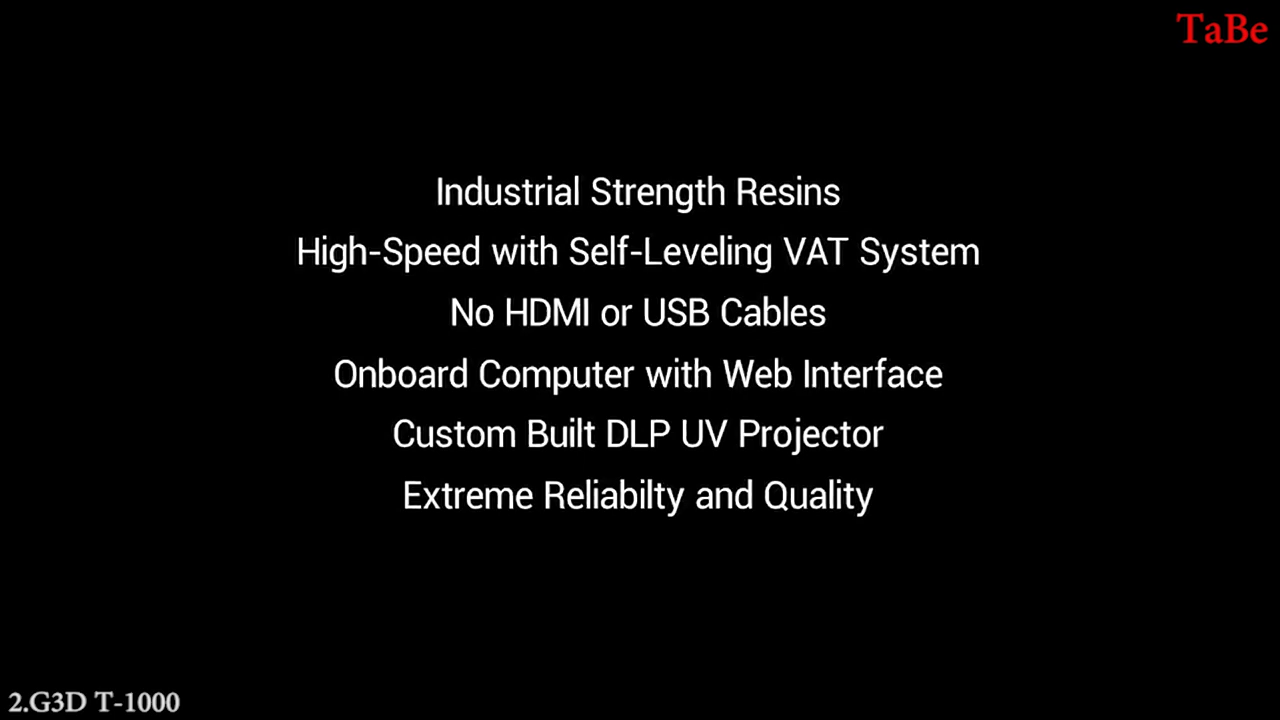 TaBe
Industrial Strength Resins
High-Speed with Self-Leveling VAT System
No HDMI or USB Cables
Onboard Computer with Web Interface
Custom Built DLP UV Projector
Extreme Reliabilty and Quality
2.G3D T-1000